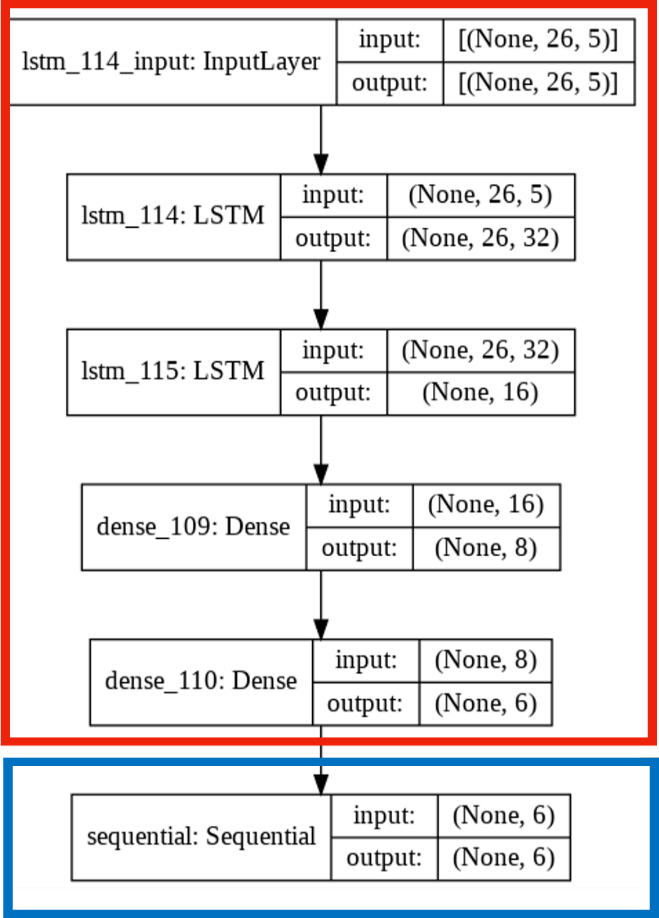 lstm_114_input: InputLayer
input:
[(None, 26, 5)]
output:
[(None, 26, 5)]
lstm_114: LSTM
input:
(None, 26, 5)
output:
(None, 26, 32)
lstm_115: LSTM
input:
(None, 26, 32)
output:
(None, 16)
dense_109: Dense
input:
(None, 16)
output:
(None, 8)
dense_110: Dense
input:
(None, 8)
output:
(None, 6)
sequential: Sequential
input:
(None, 6)
output:
(None, 6)